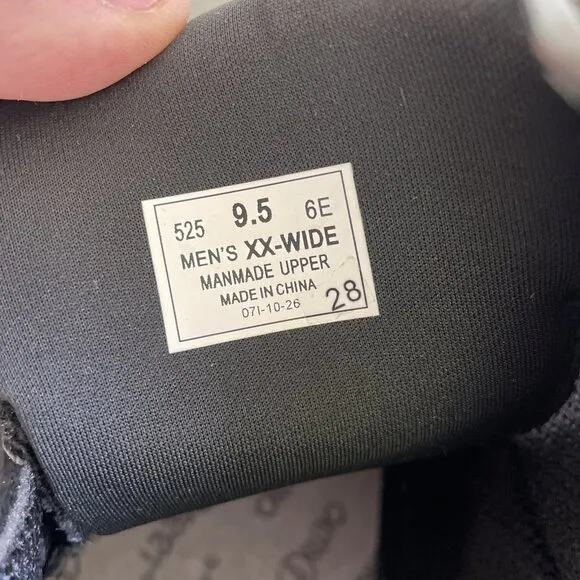 525 9.5 6E
MEN'S XX-WIDE
MANMADE UPPER
MADE IN CHINA
07I-10-26 28